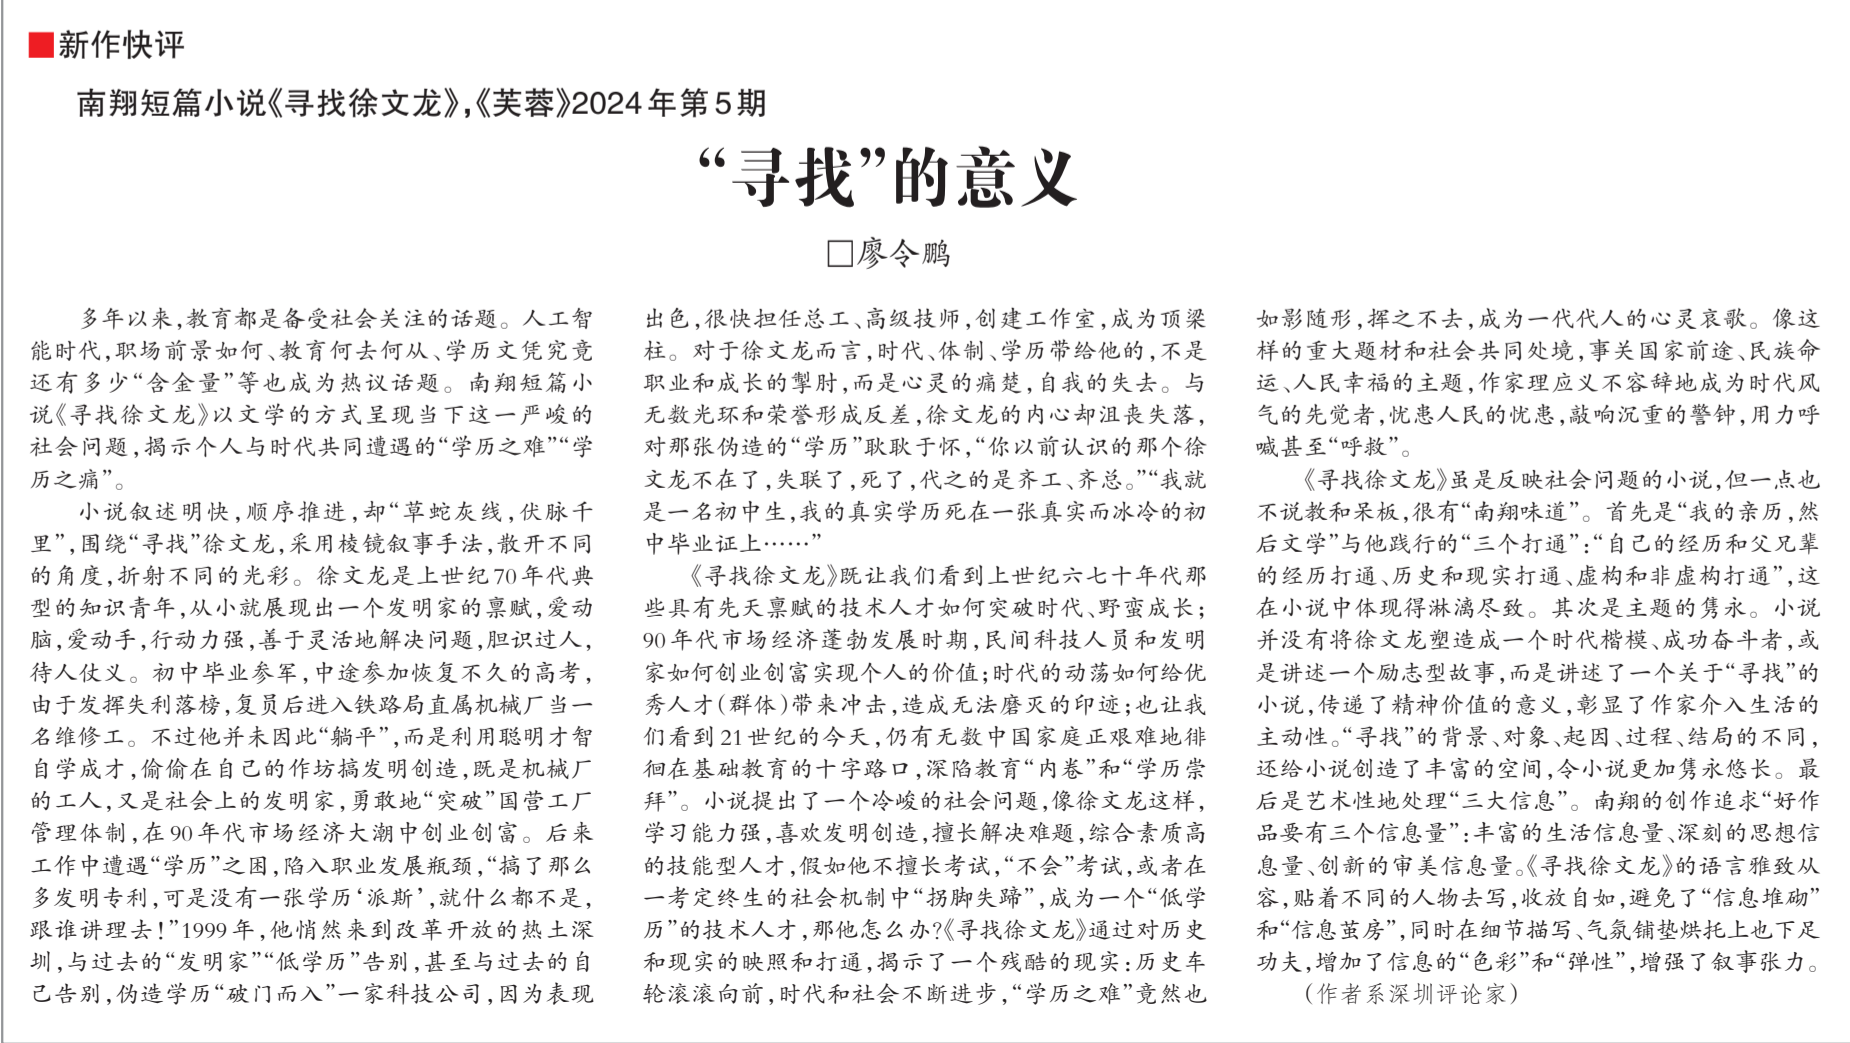 ■新作快评
南翔短篇小说《寻找徐文龙》，《芙蓉》2024年第5期
“寻找”的意义
□廖令鹏
多年以来，教育都是备受社会关注的话题。人工智
能时代，职场前景如何、教育何去何从、学历文凭究竟
还有多少“含金量”等也成为热议话题。南翔短篇小
说《寻找徐文龙》以文学的方式呈现当下这一严峻的
社会问题，揭示个人与时代共同遭遇的“学历之难”“学
历之痛”。
小说叙述明快，顺序推进，却“草蛇灰线，伏脉千
里”，围绕“寻找”徐文龙，采用棱镜叙事手法，散开不同
的角度，折射不同的光彩。徐文龙是上世纪70年代典
型的知识青年，从小就展现出一个发明家的禀赋，爱动
脑，爱动手，行动力强，善于灵活地解决问题，胆识过人，
待人仗义。初中毕业参军，中途参加恢复不久的高考，
由于发挥失利落榜，复员后进入铁路局直属机械厂当一
名维修工。不过他并未因此“躺平”，而是利用聪明才智
自学成才，偷偷在自己的作坊搞发明创造，既是机械厂
的工人，又是社会上的发明家，勇敢地“突破”国营工厂
管理体制，在90年代市场经济大潮中创业创富。后来
工作中遭遇“学历”之困，陷入职业发展瓶颈，“搞了那么
多发明专利，可是没有一张学历‘派斯’，就什么都不是，
跟谁讲理去！”1999年，他悄然来到改革开放的热土深
圳，与过去的“发明家”“低学历”告别，甚至与过去的自
己告别，伪造学历“破门而入”一家科技公司，因为表现
出色，很快担任总工、高级技师，创建工作室，成为顶梁
柱。对于徐文龙而言，时代、体制、学历带给他的，不是
职业和成长的掣肘，而是心灵的痛楚，自我的失去。与
无数光环和荣誉形成反差，徐文龙的内心却沮丧失落，
对那张伪造的“学历”耿耿于怀，“你以前认识的那个徐
文龙不在了，失联了，死了，代之的是齐工、齐总。”“我就
是一名初中生，我的真实学历死在一张真实而冰冷的初
中毕业证上……”
《寻找徐文龙》既让我们看到上世纪六七十年代那
些具有先天禀赋的技术人才如何突破时代、野蛮成长；
90年代市场经济蓬勃发展时期，民间科技人员和发明
家如何创业创富实现个人的价值；时代的动荡如何给优
秀人才（群体）带来冲击，造成无法磨灭的印迹；也让我
们看到21世纪的今天，仍有无数中国家庭正艰难地徘
徊在基础教育的十字路口，深陷教育“内卷”和“学历崇
拜”。小说提出了一个冷峻的社会问题，像徐文龙这样，
学习能力强，喜欢发明创造，擅长解决难题，综合素质高
的技能型人才，假如他不擅长考试，“不会”考试，或者在
一考定终生的社会机制中“拐脚失蹄”，成为一个“低学
历”的技术人才，那他怎么办？《寻找徐文龙》通过对历史
和现实的映照和打通，揭示了一个残酷的现实：历史车
轮滚滚向前，时代和社会不断进步，“学历之难”竟然也
如影随形，挥之不去，成为一代代人的心灵哀歌。像这
样的重大题材和社会共同处境，事关国家前途、民族命
运、人民幸福的主题，作家理应义不容辞地成为时代风
气的先觉者，忧患人民的忧患，敲响沉重的警钟，用力呼
喊甚至“呼救”。
《寻找徐文龙》虽是反映社会问题的小说，但一点也
不说教和呆板，很有“南翔味道”。首先是“我的亲历，然
后文学”与他践行的“三个打通”：“自己的经历和父兄辈
的经历打通、历史和现实打通、虚构和非虚构打通”，这
在小说中体现得淋漓尽致。其次是主题的隽永。小说
并没有将徐文龙塑造成一个时代楷模、成功奋斗者，或
是讲述一个励志型故事，而是讲述了一个关于“寻找”的
小说，传递了精神价值的意义，彰显了作家介入生活的
主动性。“寻找”的背景、对象、起因、过程、结局的不同，
还给小说创造了丰富的空间，令小说更加隽永悠长。最
后是艺术性地处理“三大信息”。南翔的创作追求“好作
品要有三个信息量”：丰富的生活信息量、深刻的思想信
息量、创新的审美信息量。《寻找徐文龙》的语言雅致从
容，贴着不同的人物去写，收放自如，避免了“信息堆砌”
和“信息茧房”，同时在细节描写、气氛铺垫烘托上也下足
功夫，增加了信息的“色彩”和“弹性”，增强了叙事张力。
（作者系深圳评论家）